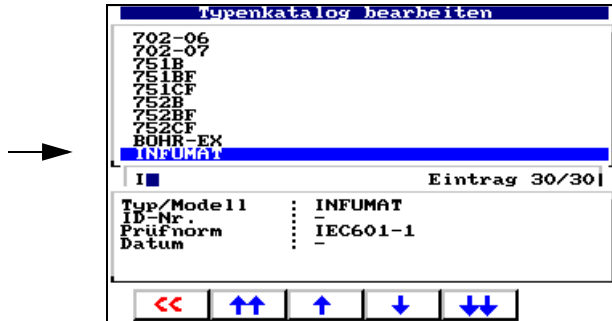 Typenkatalog bearbeiten
702-06
702-07
751B
751BF
751CF
752B
752BF
752CF
BOHR-EX
INFUMAT
I
Eintrag 30/30
Typ/Modell : INFUMAT
ID-Nr. : -
Prüfnorm : IEC601-1
Datum : -
<<